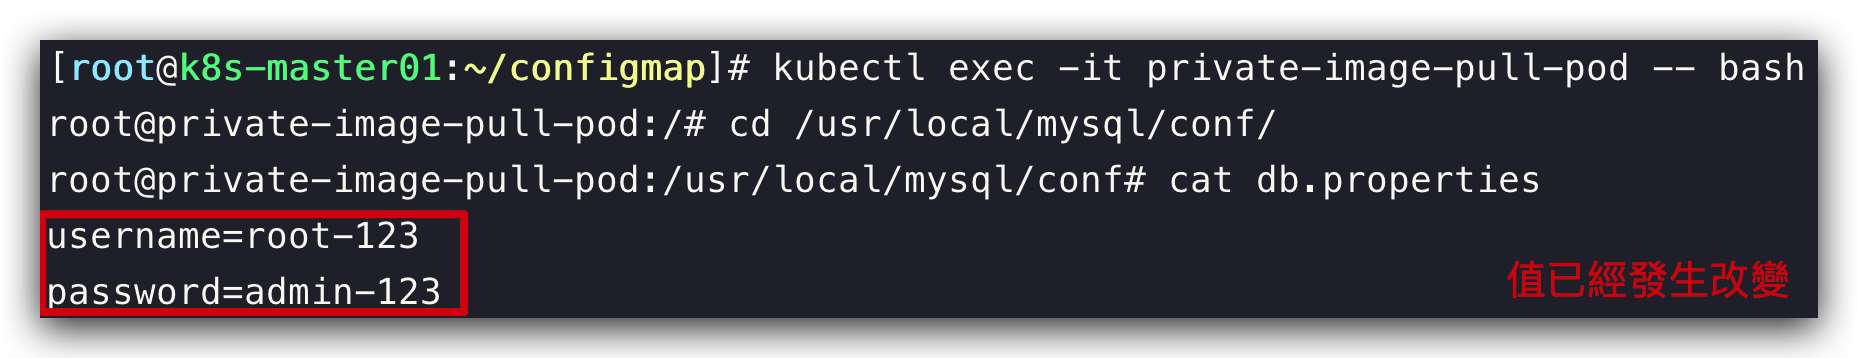 [root@k8s-master01:~/configmap]# kubectl exec -it private-image-pull-pod -- bash
root@private-image-pull-pod:/# cd /usr/local/mysql/conf/
root@private-image-pull-pod:/usr/local/mysql/conf# cat db.properties
username=root-123
password=admin-123
值已經發生改變